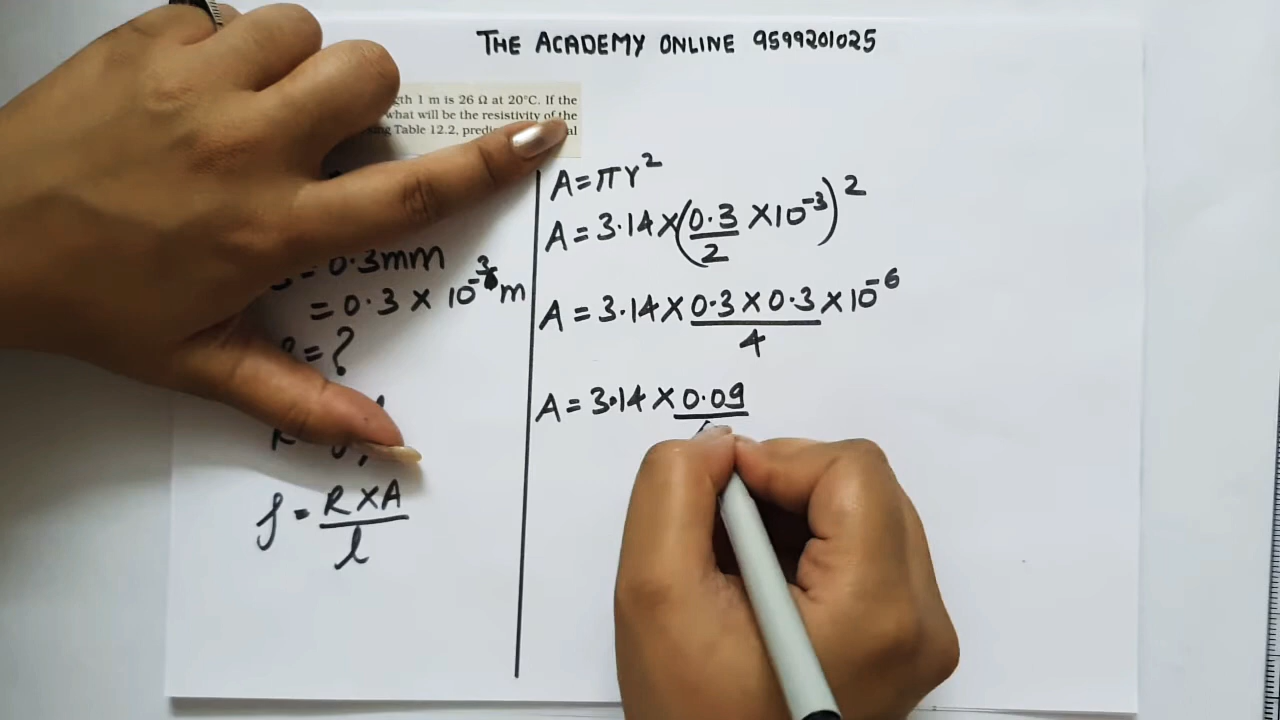 THE ACADEMY ONLINE 9599201025
gth 1 m is 26 Ω at 20°C. If the
what will be the resistivity of the
Table 12.2,
= 0.3mm
= 0.3 × 10⁻³ m
= ?
ρ = R × A / l
A = πr²
A = 3.14 × (0.3/2 × 10⁻³)²
A = 3.14 × 0.3 × 0.3/4 × 10⁻⁶
A = 3.14 × 0.09